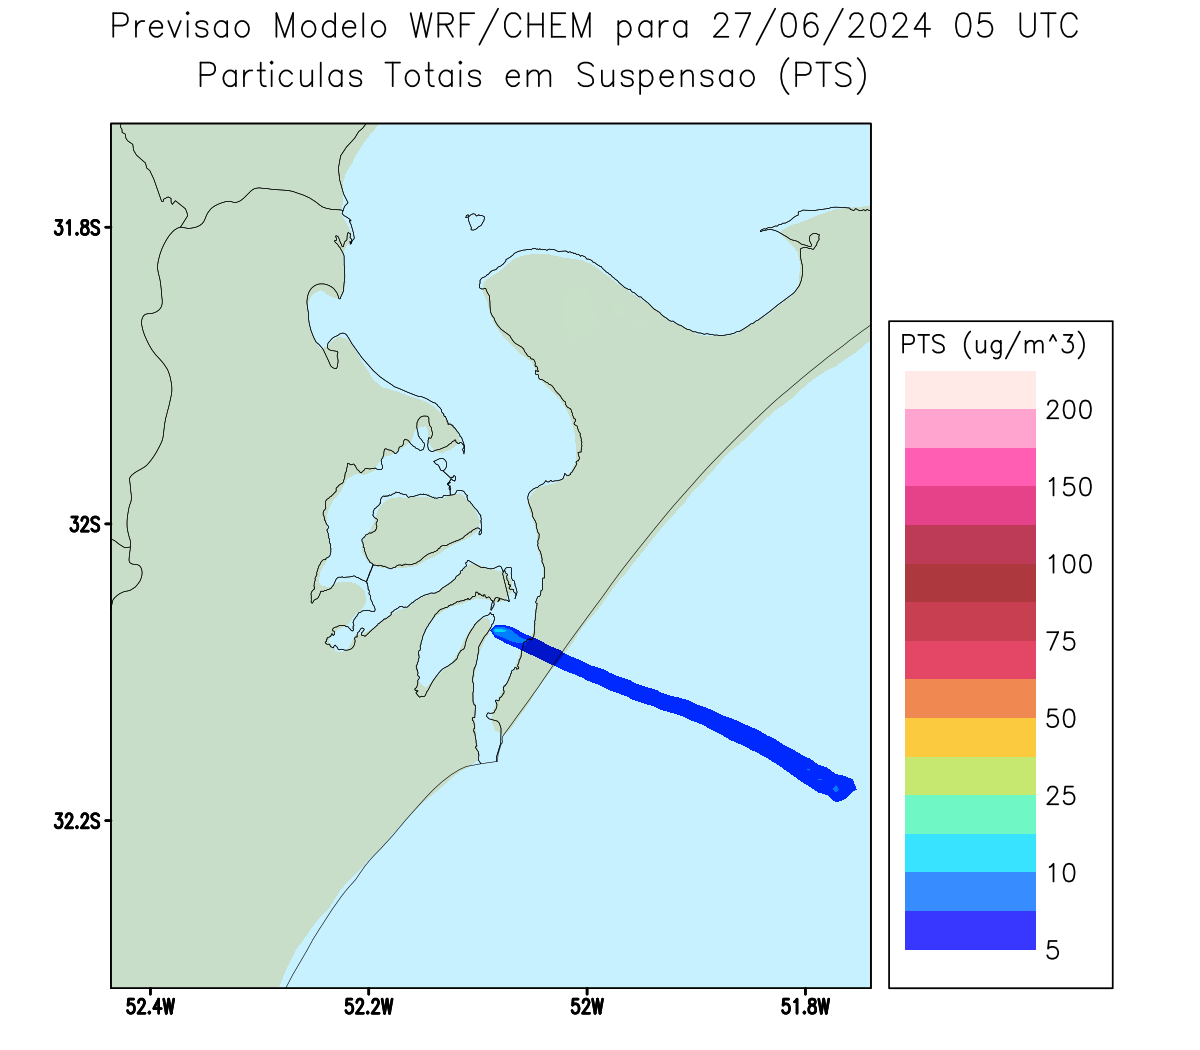 Previsao Modelo WRF/CHEM para 27/06/2024 05 UTC
Particulas Totais em Suspensao (PTS)
31.8S
32S
32.2S
52.4W
52.2W
52W
51.8W
PTS (ug/m^3)
200
150
100
75
50
25
10
5